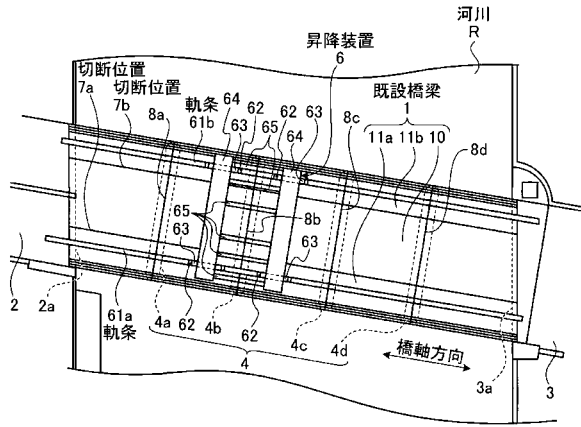 河川
R
昇降装置
6
切断位置
7a
切断位置
7b
既設橋梁
1
11a 11b 10
軌条
61b
8a
64 62 65 62 63
63
64
8c
8d
65
8b
63
63
2
2a
61a
軌条
4a
62
4b
62
4c
4d
4
橋軸方向
3a
3